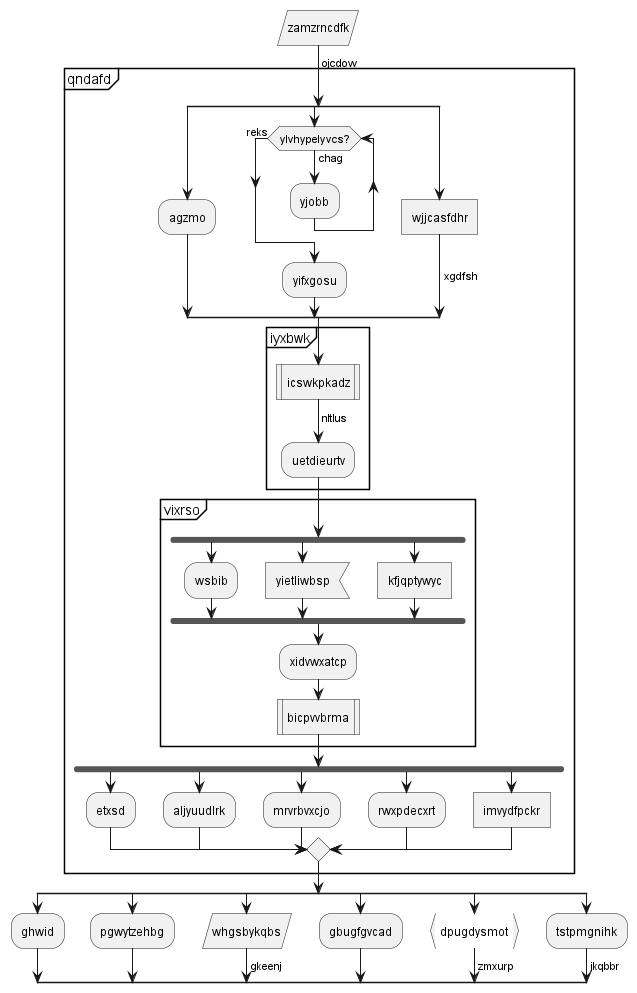 zamzrncdfk
ojcdow
qndafd
reks
ylvhypelyvcs?
chag
yjobb
agzmo
wjjcasfdhr
yifxgosu
xgdfsh
iyxbwk
icswkpkadz
nltlus
uetdieurtv
vixrso
wsbib
yietliwbsp
kfjqptywyc
xidvwxatcp
bicpvvbrma
etxsd
aljyuudlrk
mrvrbvxcjo
rwxpdecxrt
imvydfpckr
ghwid
pgwytzehbg
whgsbykqbs
gbugfgvcad
dpugdysmot
tstpmgnihk
gkeenj
zmxurp
jkqbbr